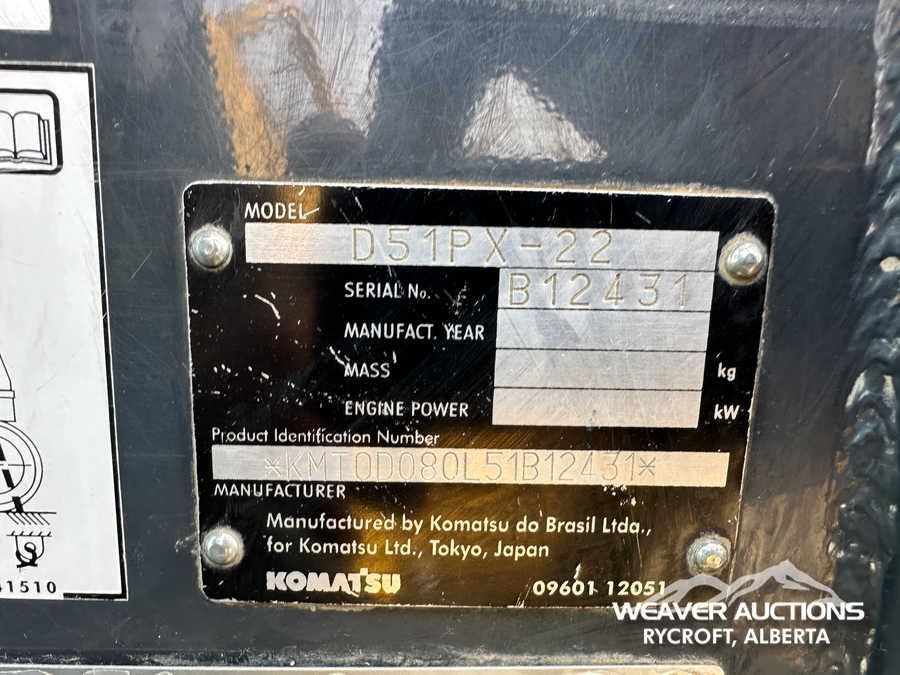 MODEL
D51PX-22
SERIAL No.
B12431
MANUFACT. YEAR
MASS
kg
ENGINE POWER
kW
Product Identification Number
*KMT0D080L51B12431*
MANUFACTURER
Manufactured by Komatsu do Brasil Ltda.,
for Komatsu Ltd., Tokyo, Japan
KOMATSU
09601 12051
41510
WEAVER AUCTIONS
RYCROFT, ALBERTA